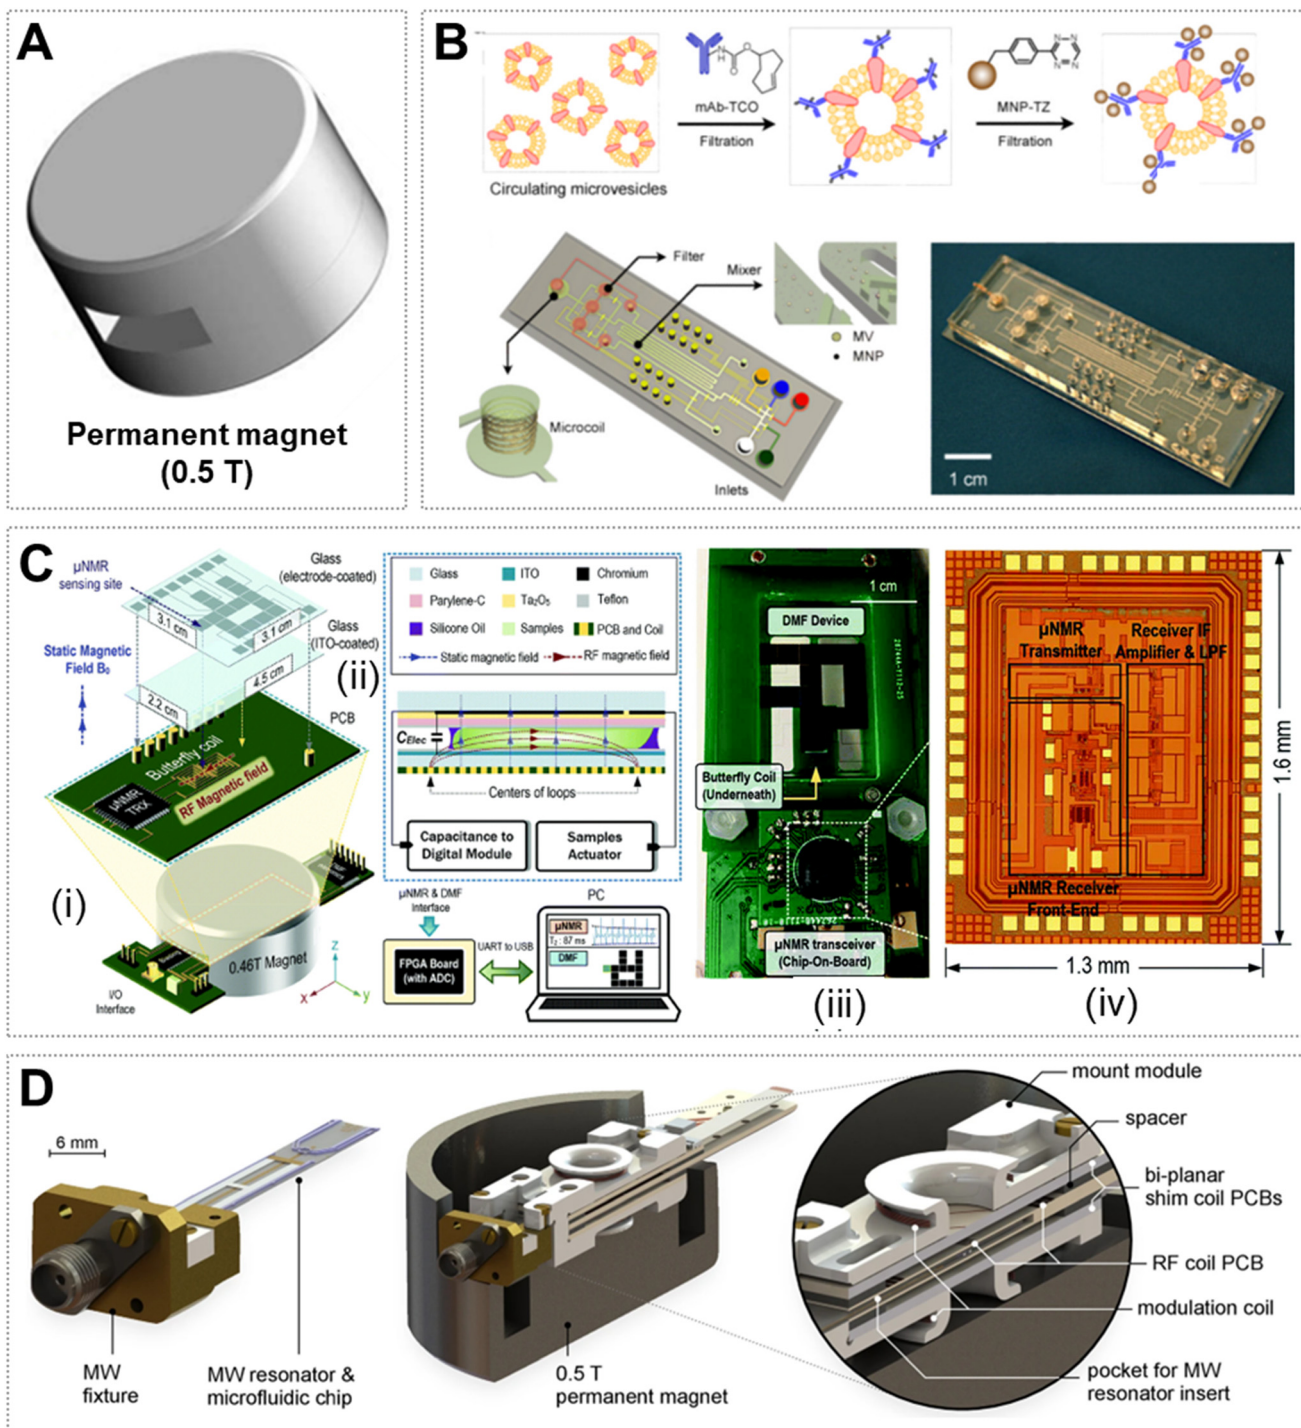 A
Permanent magnet
(0.5 T)
B
mAb-TCO
Filtration
MNP-TZ
Filtration
Circulating microvesicles
N
H
O
O
N
N
N
N
Filter
Mixer
MV
MNP
Microcoil
Inlets
1 cm
C
µNMR
sensing site
Glass
(electrode-coated)
3.1 cm
3.1 cm
Glass
(ITO-coated)
Static Magnetic
Field B₀
2.2 cm
4.5 cm
(ii)
PCB
Butterfly coil
µNMR
TRX
RF Magnetic field
(i)
0.46T Magnet
I/O
Interface
z
x
y
Glass
ITO
Chromium
Parylene-C
Ta₂O₅
Teflon
Silicone Oil
Samples
PCB and Coil
Static magnetic field
RF magnetic field
CElec
Centers of loops
Capacitance to
Digital Module
Samples
Actuator
µNMR & DMF
Interface
FPGA Board
(with ADC)
UART to USB
PC
µNMR
T₂ : 87 ms
DMF
1 cm
DMF Device
Butterfly Coil
(Underneath)
µNMR transceiver
(Chip-On-Board)
(iii)
µNMR
Transmitter
Receiver IF
Amplifier & LPF
µNMR Receiver
Front-End
1.6 mm
1.3 mm
(iv)
D
6 mm
MW
fixture
MW resonator &
microfluidic chip
0.5 T
permanent magnet
mount module
spacer
bi-planar
shim coil PCBs
RF coil PCB
modulation coil
pocket for MW
resonator insert